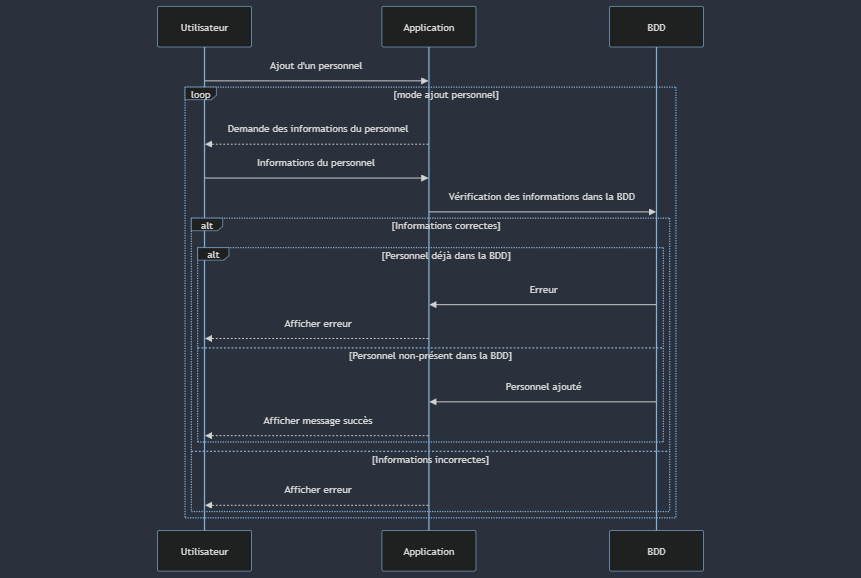 Utilisateur
Application
BDD
Ajout d'un personnel
loop
[mode ajout personnel]
Demande des informations du personnel
Informations du personnel
Vérification des informations dans la BDD
alt
[Informations correctes]
alt
[Personnel déjà dans la BDD]
Erreur
Afficher erreur
[Personnel non-présent dans la BDD]
Personnel ajouté
Afficher message succès
[Informations incorrectes]
Afficher erreur
Utilisateur
Application
BDD